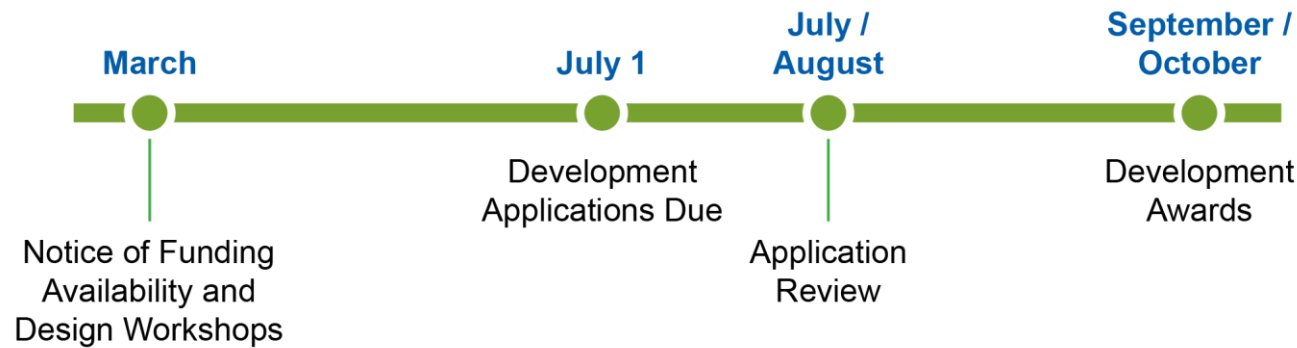 March
Notice of Funding
Availability and
Design Workshops
July 1
Development
Applications Due
July /
August
Application
Review
September /
October
Development
Awards